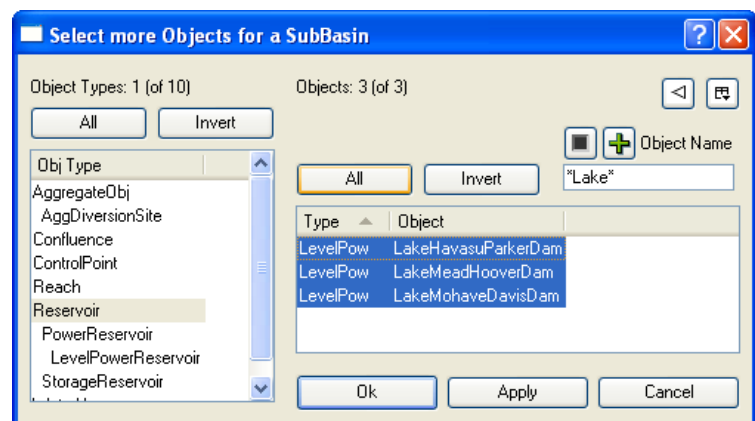 Select more Objects for a SubBasin
Object Types: 1 (of 10)
Objects: 3 (of 3)
All Invert
Object Name
Obj Type
All Invert
*Lake*
AggregateObj
AggDiversionSite
Confluence
ControlPoint
Reach
Reservoir
PowerReservoir
LevelPowerReservoir
StorageReservoir
Type Object
LevelPow LakeHavasuParkerDam
LevelPow LakeMeadHooverDam
LevelPow LakeMohaveDavisDam
Ok Apply Cancel